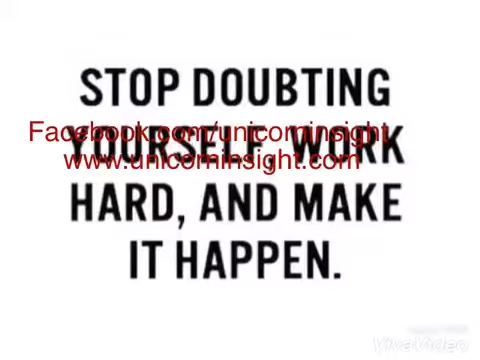 STOP DOUBTING
Facebook.com/unicorninsight
YOURSELF, WORK
www.unicorninsight.com
HARD, AND MAKE
IT HAPPEN.
VivaVideo